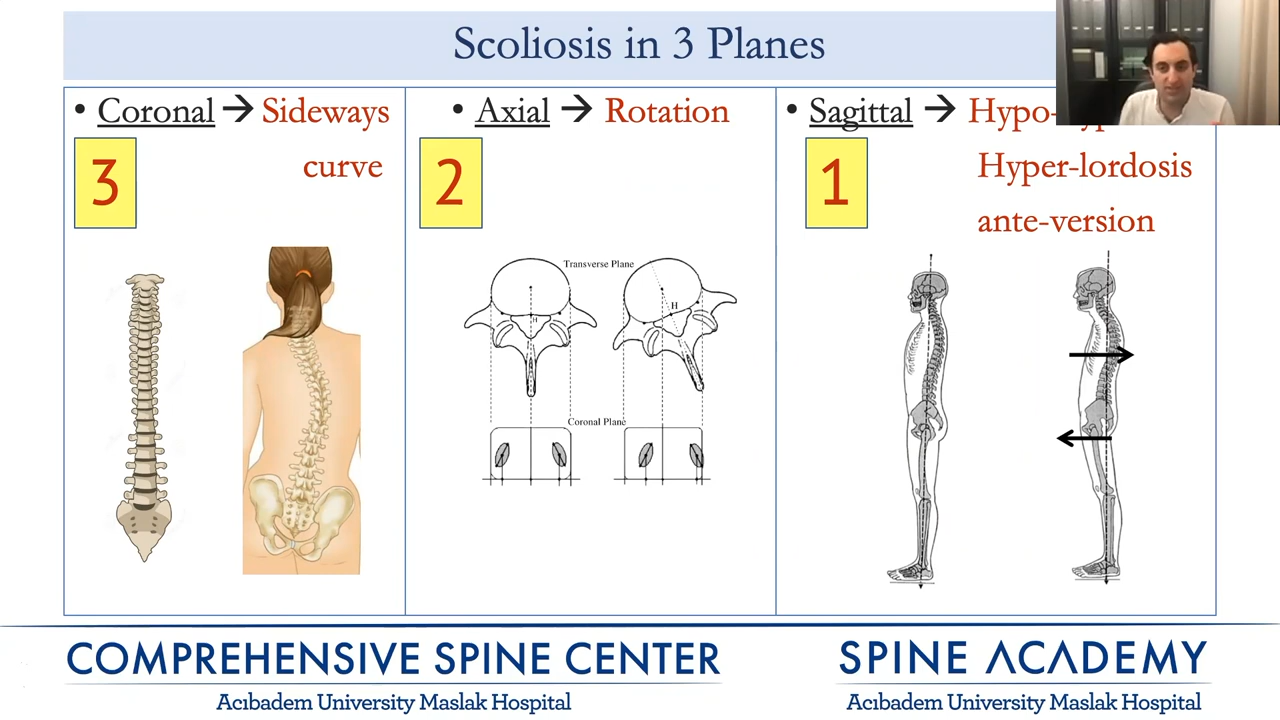 Scoliosis in 3 Planes
• Coronal → Sideways
curve
3
• Axial → Rotation
2
Transverse Plane
H
H
Coronal Plane
• Sagittal → Hypo-
Hyper-lordosis
ante-version
1
COMPREHENSIVE SPINE CENTER
Acıbadem University Maslak Hospital
SPINE ACADEMY
Acıbadem University Maslak Hospital